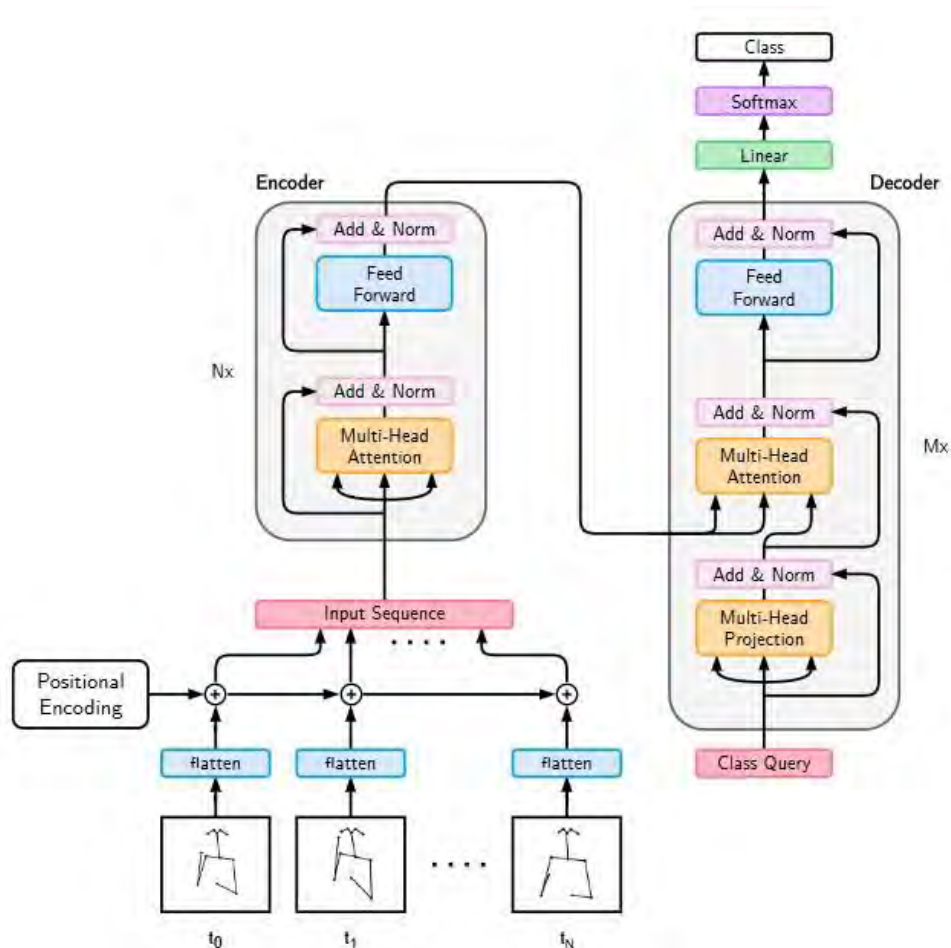 Class
Softmax
Linear
Encoder
Decoder
Add & Norm
Feed
Forward
Nx
Add & Norm
Multi-Head
Attention
Add & Norm
Feed
Forward
Add & Norm
Mx
Multi-Head
Attention
Add & Norm
Multi-Head
Projection
Class Query
Input Sequence
. . . .
Positional
Encoding
+
+
+
flatten
flatten
flatten
. . . .
t0
t1
tN